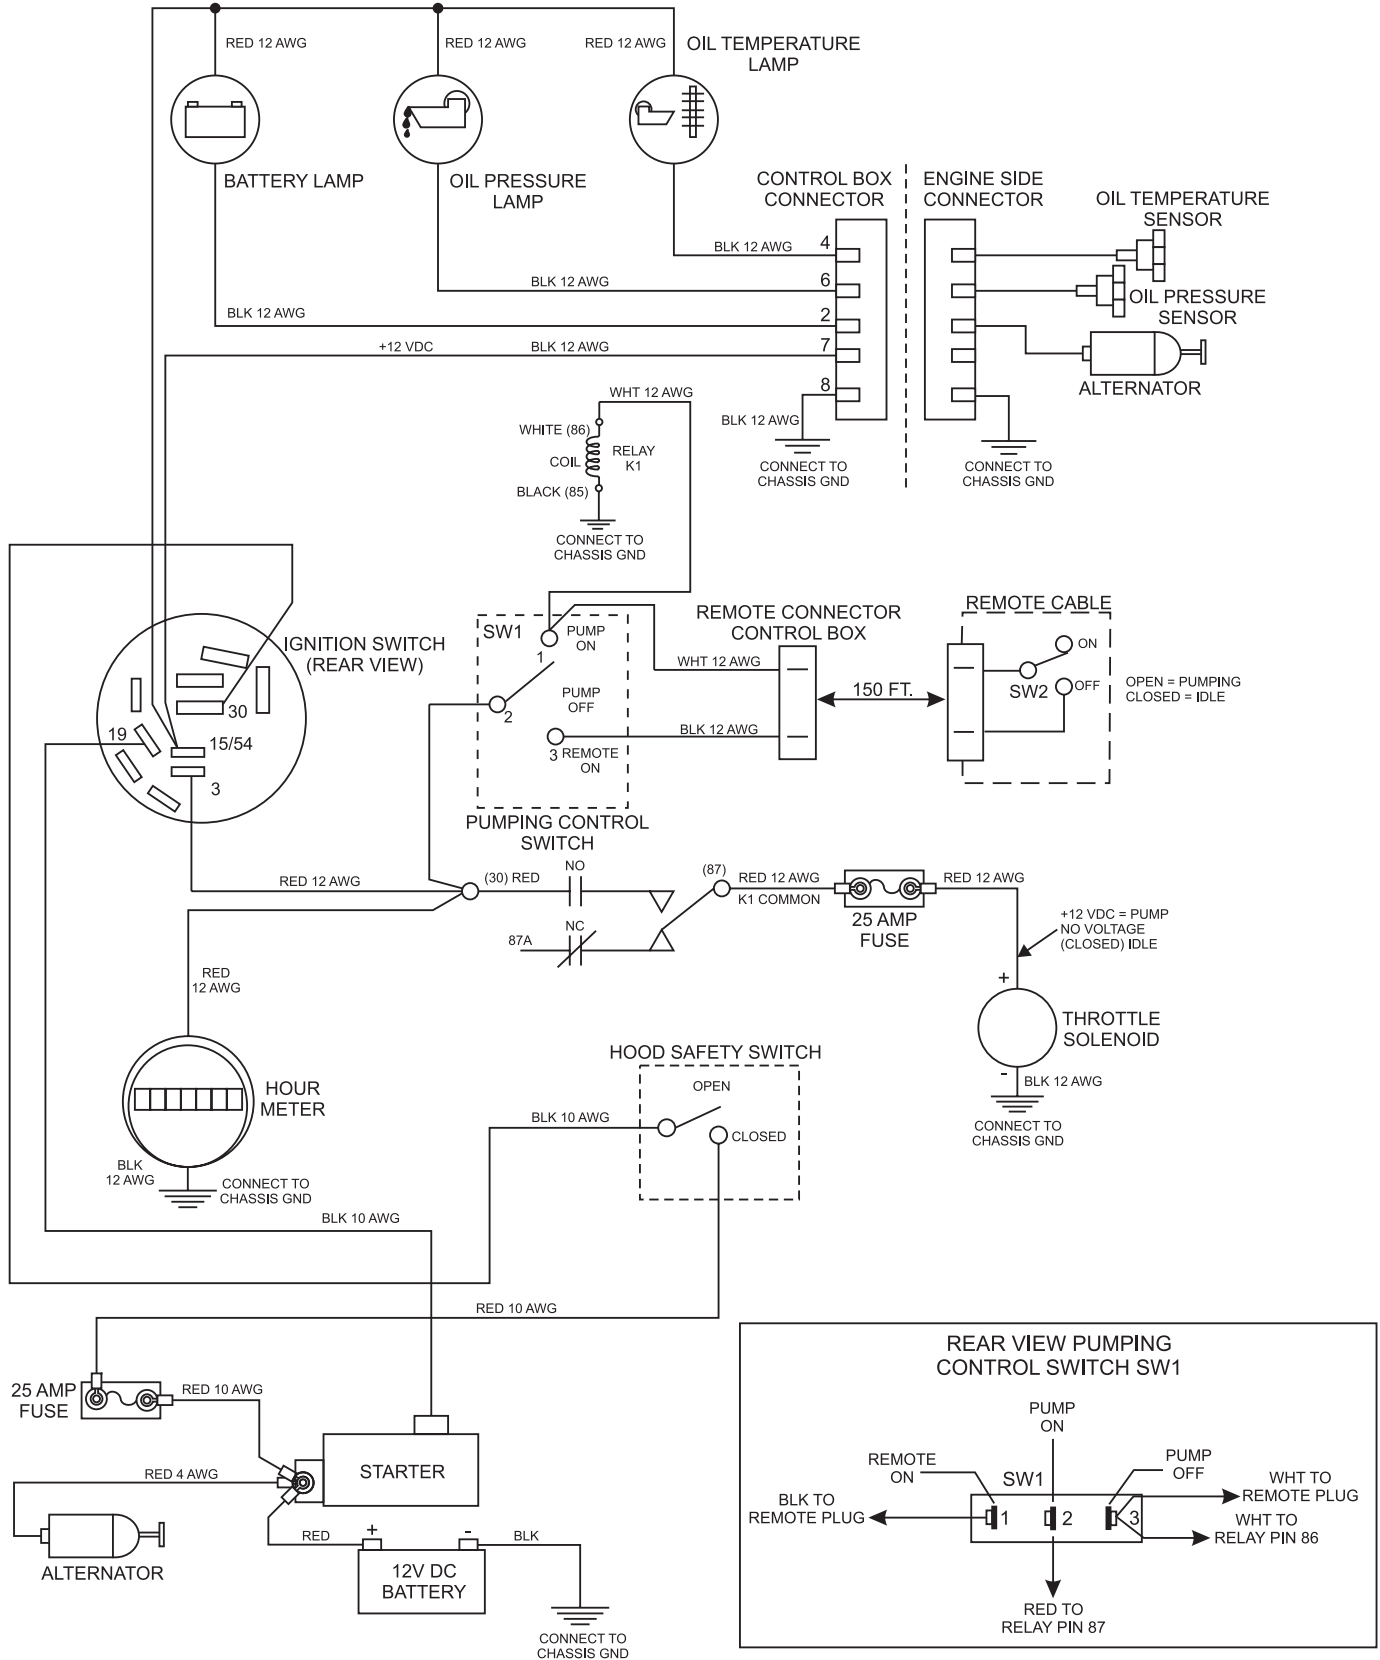 RED 12 AWG
RED 12 AWG
RED 12 AWG
OIL TEMPERATURE
LAMP
BATTERY LAMP
OIL PRESSURE
LAMP
CONTROL BOX
CONNECTOR
ENGINE SIDE
CONNECTOR
OIL TEMPERATURE
SENSOR
BLK 12 AWG
4
BLK 12 AWG
6
OIL PRESSURE
SENSOR
BLK 12 AWG
2
+12 VDC
BLK 12 AWG
7
8
ALTERNATOR
BLK 12 AWG
CONNECT TO
CHASSIS GND
CONNECT TO
CHASSIS GND
WHT 12 AWG
WHITE (86)
COIL
RELAY
K1
BLACK (85)
CONNECT TO
CHASSIS GND
IGNITION SWITCH
(REAR VIEW)
30
19
15/54
3
SW1
PUMP
ON
1
PUMP
OFF
2
3 REMOTE
ON
PUMPING CONTROL
SWITCH
REMOTE CONNECTOR
CONTROL BOX
WHT 12 AWG
BLK 12 AWG
150 FT.
REMOTE CABLE
ON
SW2
OFF
OPEN = PUMPING
CLOSED = IDLE
RED 12 AWG
(30) RED
NO
NC
87A
(87)
RED 12 AWG
K1 COMMON
25 AMP
FUSE
RED 12 AWG
+12 VDC = PUMP
NO VOLTAGE
(CLOSED) IDLE
+
THROTTLE
SOLENOID
-
BLK 12 AWG
CONNECT TO
CHASSIS GND
RED
12 AWG
HOUR
METER
BLK
12 AWG
CONNECT TO
CHASSIS GND
HOOD SAFETY SWITCH
OPEN
CLOSED
BLK 10 AWG
BLK 10 AWG
RED 10 AWG
25 AMP
FUSE
RED 10 AWG
STARTER
RED 4 AWG
ALTERNATOR
RED
+
-
BLK
12V DC
BATTERY
CONNECT TO
CHASSIS GND
REAR VIEW PUMPING
CONTROL SWITCH SW1
PUMP
ON
REMOTE
ON
SW1
PUMP
OFF
WHT TO
REMOTE PLUG
BLK TO
REMOTE PLUG
1
2
3
WHT TO
RELAY PIN 86
RED TO
RELAY PIN 87